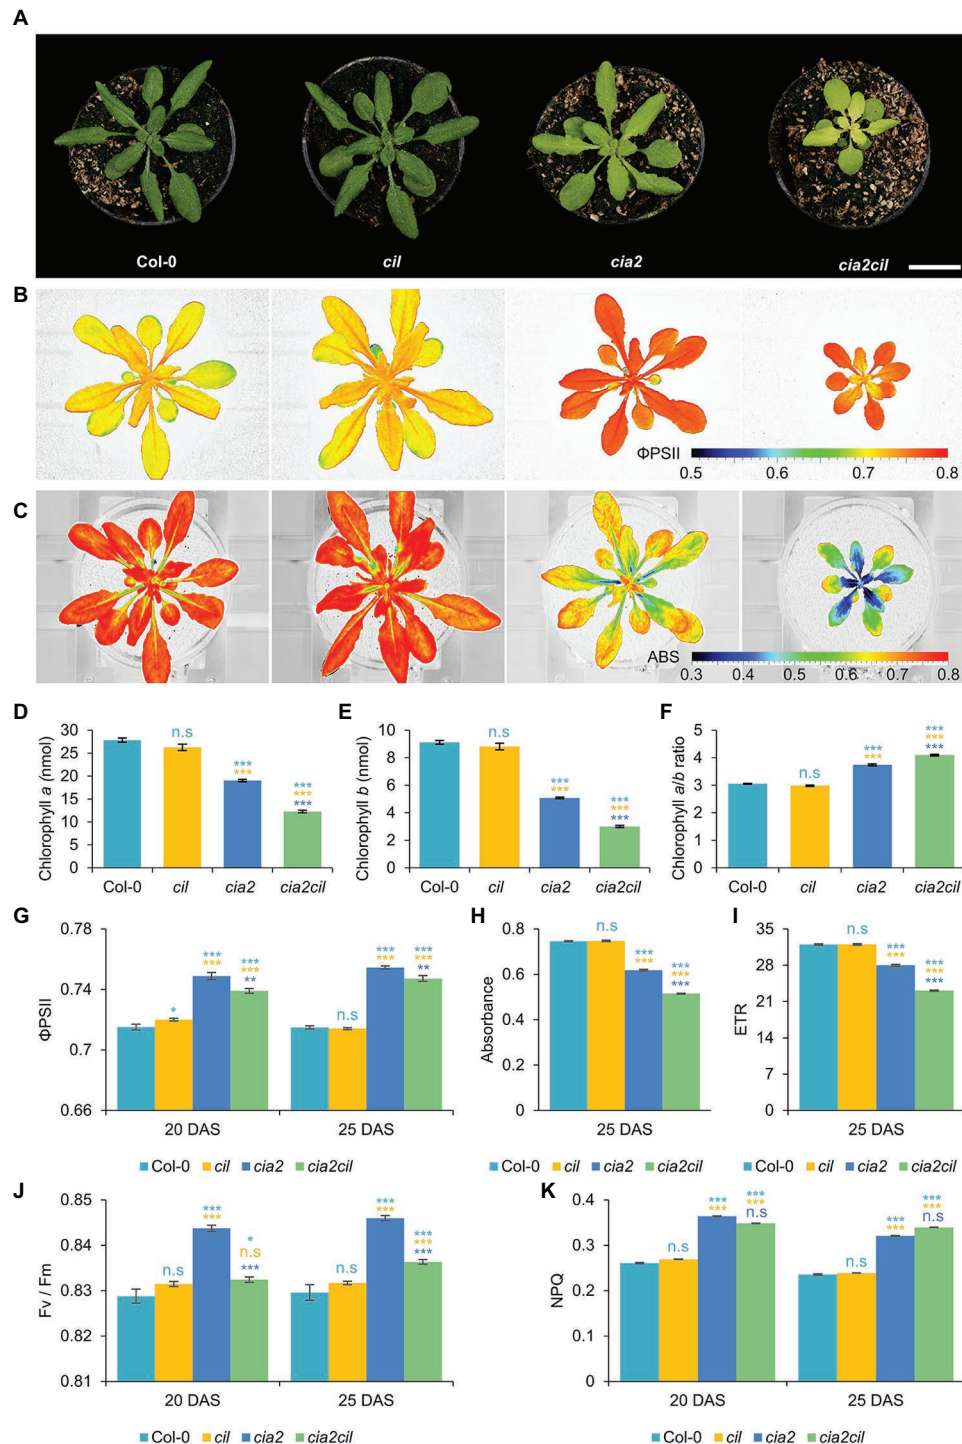 A
Col-0 cil cia2 cia2cil
B
ΦPSII
0.5 0.6 0.7 0.8
C
ABS
0.3 0.4 0.5 0.6 0.7 0.8
D
Chlorophyll a (nmol)
30
25
20
15
10
5
0
n.s
***
***
***
***
***
Col-0 cil cia2 cia2cil
E
Chlorophyll b (nmol)
10
8
6
4
2
0
n.s
***
***
***
***
***
Col-0 cil cia2 cia2cil
F
Chlorophyll a/b ratio
5
4
3
2
1
0
n.s
***
***
***
***
***
Col-0 cil cia2 cia2cil
G
ΦPSII
0.78
0.74
0.7
0.66
*
***
***
***
***
**
n.s
***
***
***
***
**
20 DAS 25 DAS
Col-0 cil cia2 cia2cil
H
Absorbance
0.8
0.6
0.4
0.2
0
n.s
***
***
***
***
***
25 DAS
Col-0 cil cia2 cia2cil
I
ETR
35
28
21
14
7
0
n.s
***
***
***
***
***
25 DAS
Col-0 cil cia2 cia2cil
J
Fv / Fm
0.85
0.84
0.83
0.82
0.81
n.s
***
***
*
n.s
***
n.s
***
***
***
***
***
20 DAS 25 DAS
Col-0 cil cia2 cia2cil
K
NPQ
0.4
0.3
0.2
0.1
0
n.s
***
***
***
***
n.s
n.s
***
***
***
***
n.s
20 DAS 25 DAS
Col-0 cil cia2 cia2cil